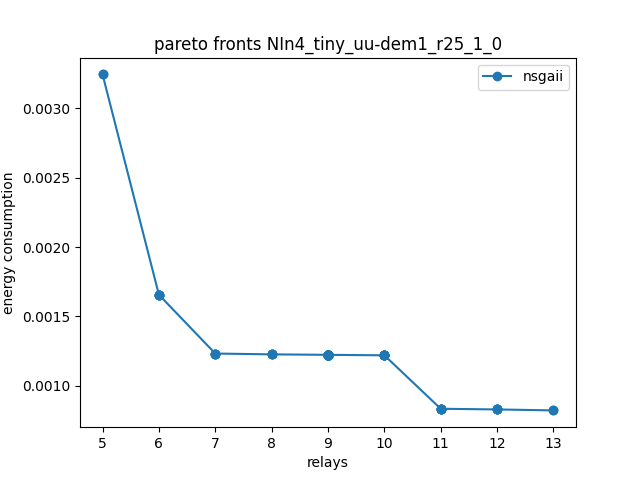 pareto fronts NIn4_tiny_uu-dem1_r25_1_0
nsgaii
0.0030
0.0025
0.0020
0.0015
0.0010
energy consumption
5 6 7 8 9 10 11 12 13
relays